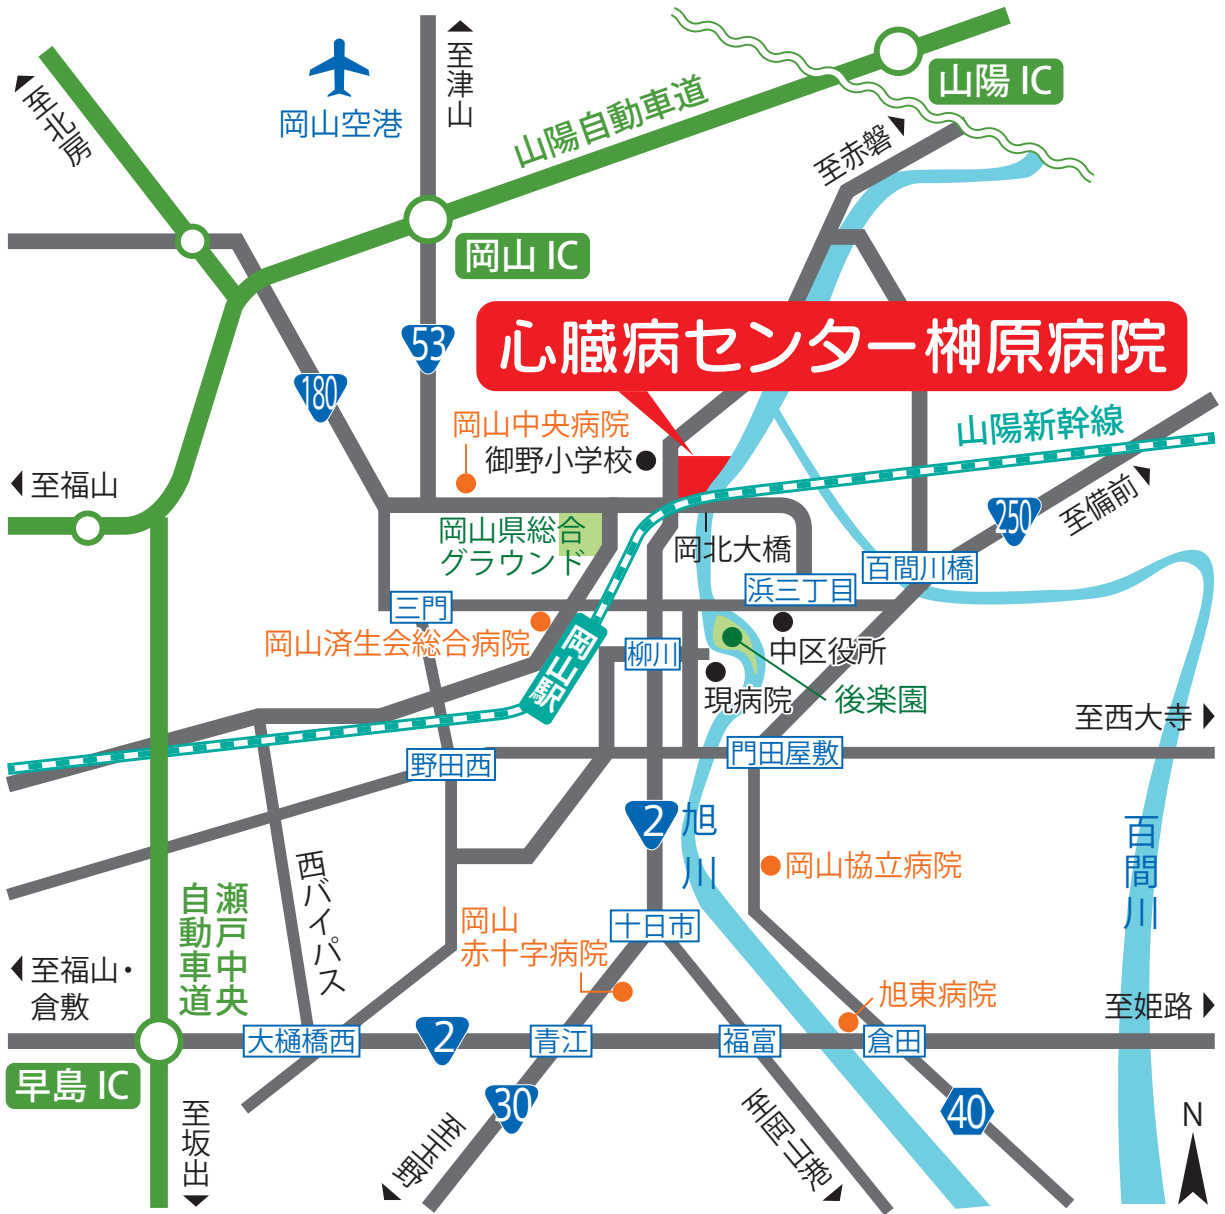 至津山
岡山空港
至北房
山陽自動車道
山陽 IC
至赤磐
岡山 IC
53
180
心臓病センター榊原病院
岡山中央病院
御野小学校
山陽新幹線
至福山
250
至備前
岡山県総合
グラウンド
岡北大橋
百間川橋
浜三丁目
三門
岡山済生会総合病院
岡山駅
柳川
中区役所
現病院
後楽園
至西大寺
野田西
門田屋敷
2
旭川
百間川
岡山協立病院
西バイパス
瀬戸中央
自動車道
岡山
赤十字病院
十日市
至福山・
倉敷
旭東病院
至姫路
大樋橋西
2
青江
福富
倉田
早島 IC
至坂出
30
至玉野
至岡山港
40
N